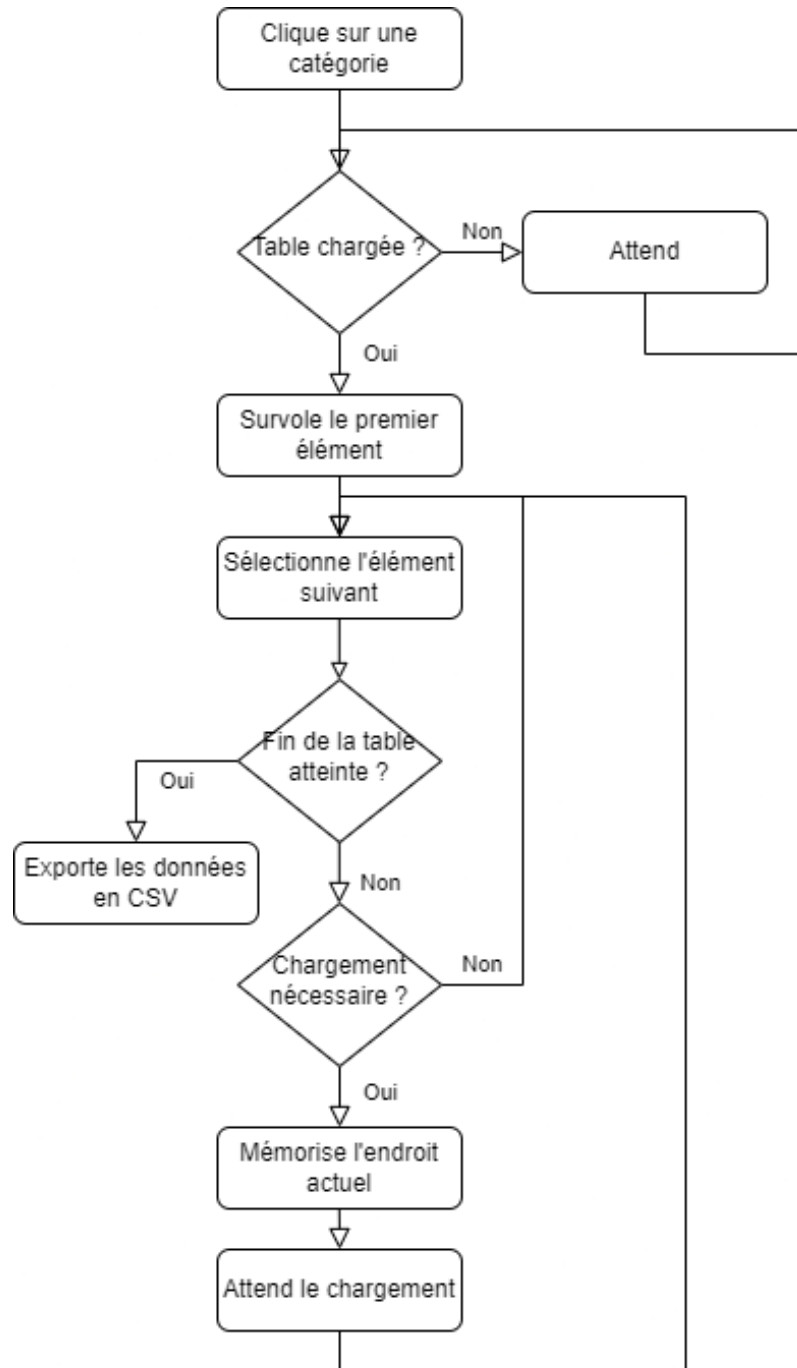 Clique sur une
catégorie
Table chargée ?
Non
Attend
Oui
Survole le premier
élément
Sélectionne l'élément
suivant
Fin de la table
atteinte ?
Oui
Exporte les données
en CSV
Non
Chargement
nécessaire ?
Non
Oui
Mémorise l'endroit
actuel
Attend le chargement